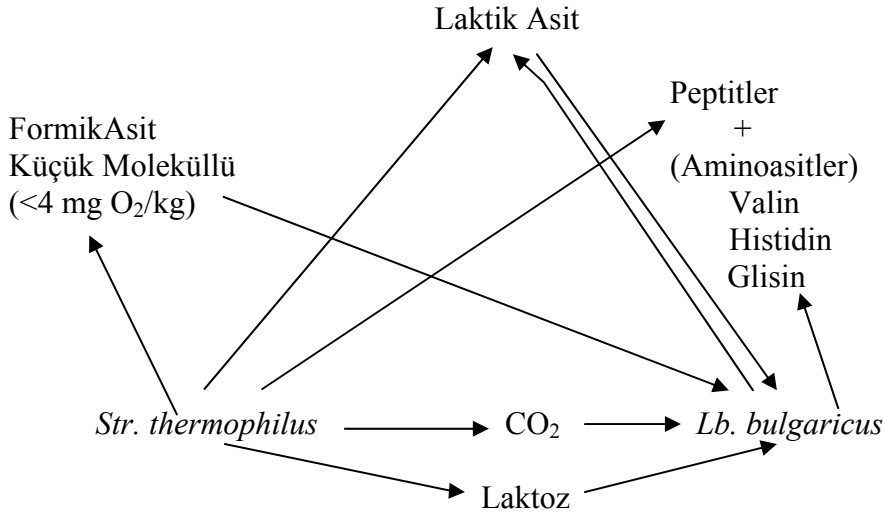 Laktik Asit
Peptitler
+
(Aminoasitler)
Valin
Histidin
Glisin
FormikAsit
Küçük Moleküllü
(<4 mg O₂/kg)
Str. thermophilus
CO₂
Lb. bulgaricus
Laktoz